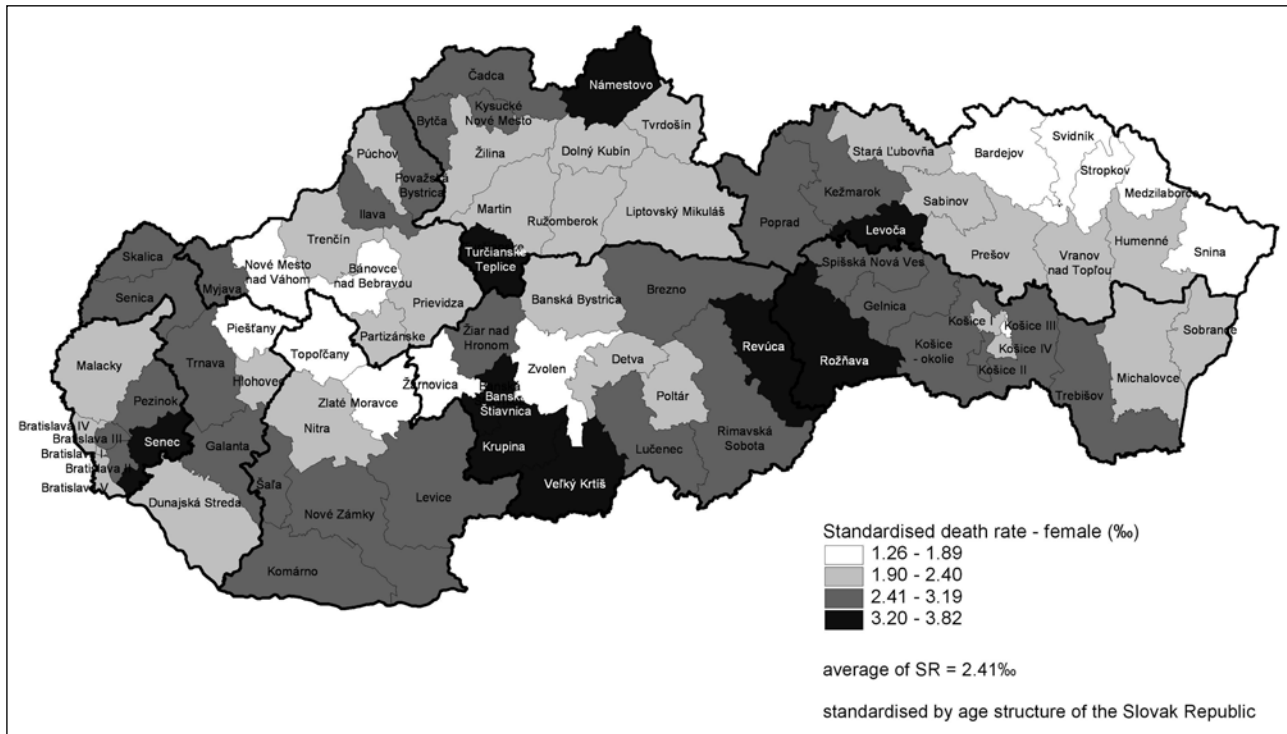 Námestovo
Čadca
Kysucké
Nové Mesto
Bytča
Tvrdošín
Púchov
Žilina
Dolný Kubín
Považská
Bystrica
Ilava
Martin
Ružomberok
Liptovský Mikuláš
Svidník
Stará Ľubovňa
Bardejov
Stropkov
Medzilaborce
Kežmarok
Sabinov
Poprad
Levoča
Humenné
Snina
Prešov
Vranov
nad Topľou
Trenčín
Skalica
Nové Mesto
nad Váhom
Bánovce
nad Bebravou
Turčianske
Teplice
Spišská Nová Ves
Senica
Myjava
Prievidza
Banská Bystrica
Brezno
Gelnica
Piešťany
Partizánske
Žiar nad
Hronom
Košice I
Košice III
Sobrance
Malacky
Trnava
Topoľčany
Revúca
Rožňava
Košice
- okolie
Košice IV
Košice II
Detva
Zvolen
Hlohovec
Žarnovica
Michalovce
Pezinok
Zlaté Moravce
Banská
Štiavnica
Poltár
Trebišov
Nitra
Bratislava IV
Bratislava III
Senec
Galanta
Krupina
Lučenec
Rimavská
Sobota
Bratislava I
Bratislava II
Bratislava V
Šaľa
Veľký Krtíš
Dunajská Streda
Nové Zámky
Levice
Komárno
Standardised death rate - female (‰)
1.26 - 1.89
1.90 - 2.40
2.41 - 3.19
3.20 - 3.82
average of SR = 2.41‰
standardised by age structure of the Slovak Republic